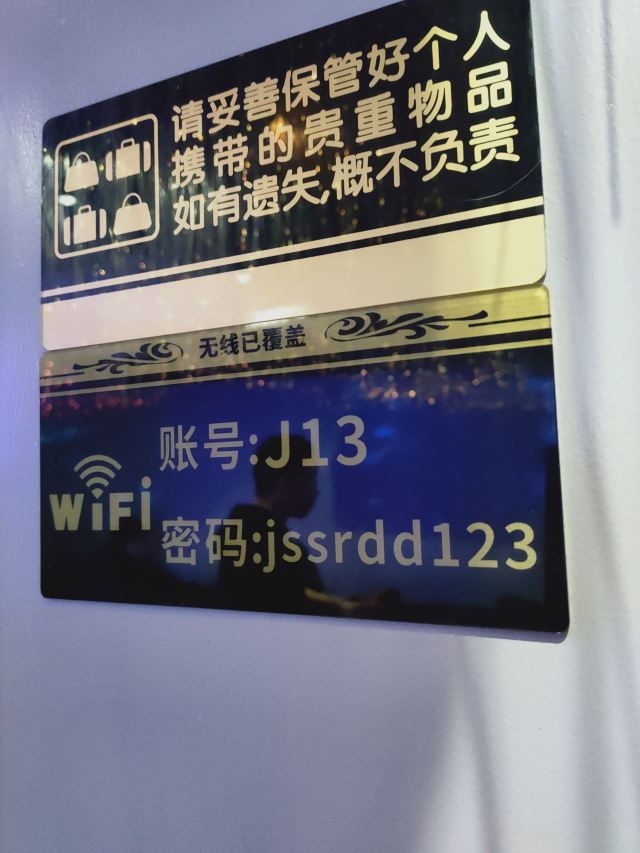 请妥善保管好个人
携带的贵重物品
如有遗失,概不负责
无线已覆盖
账号:J13
WiFi
密码:jssrdd123